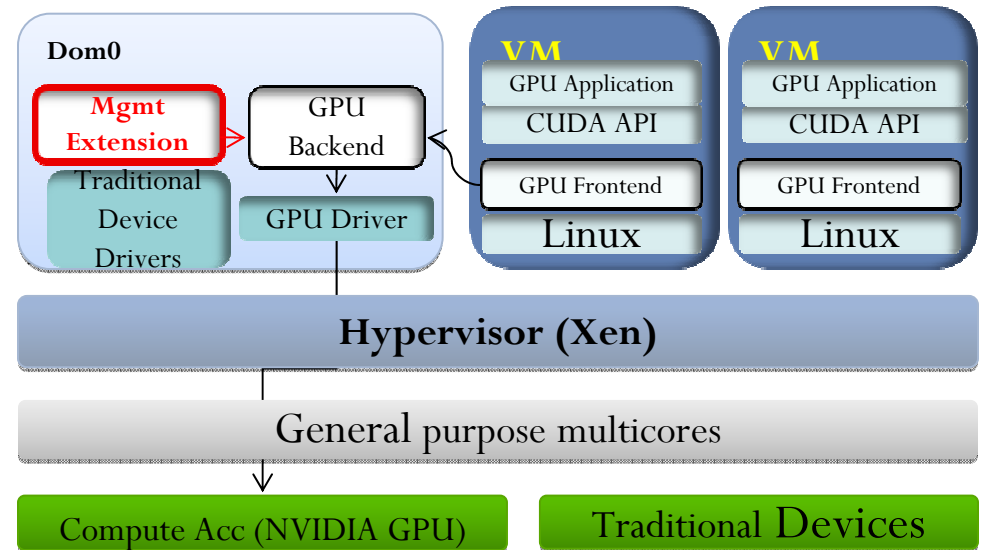 Dom0
Mgmt
Extension
GPU
Backend
Traditional
Device
Drivers
GPU Driver
VM
GPU Application
CUDA API
GPU Frontend
Linux
VM
GPU Application
CUDA API
GPU Frontend
Linux
Hypervisor (Xen)
General purpose multicores
Compute Acc (NVIDIA GPU)
Traditional Devices